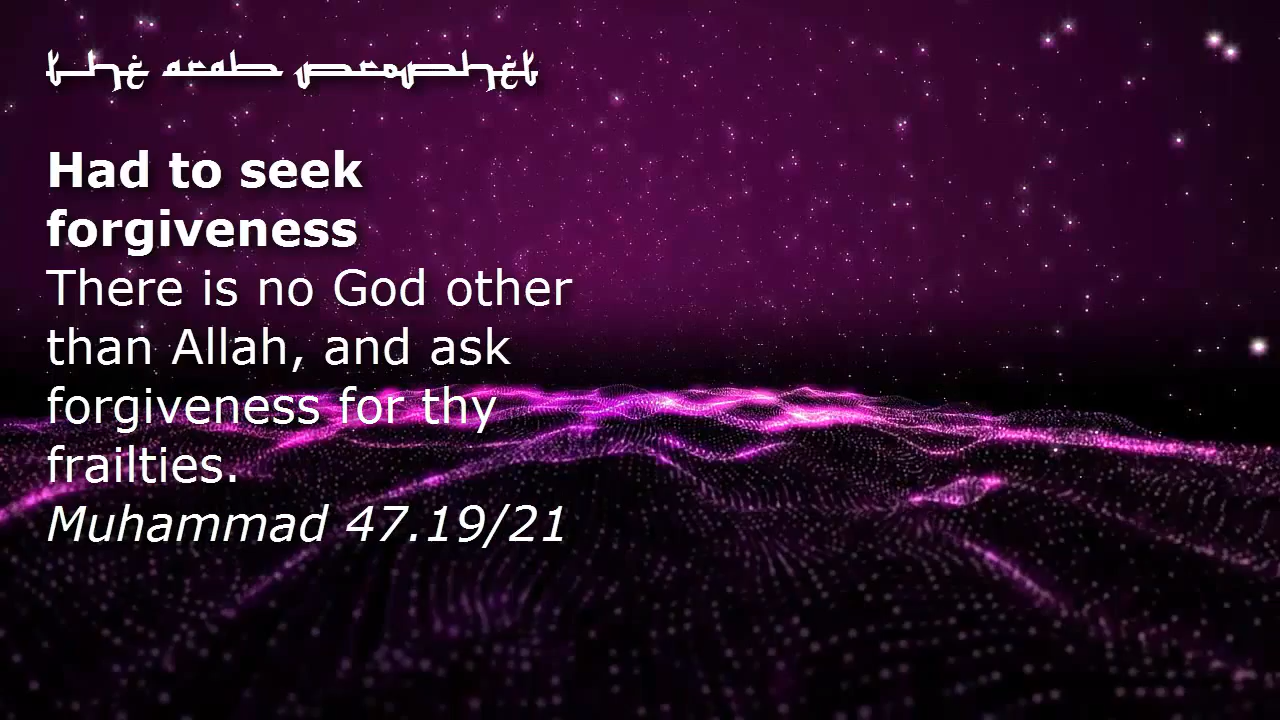 the arab prophet
Had to seek
forgiveness
There is no God other
than Allah, and ask
forgiveness for thy
frailties.
Muhammad 47.19/21